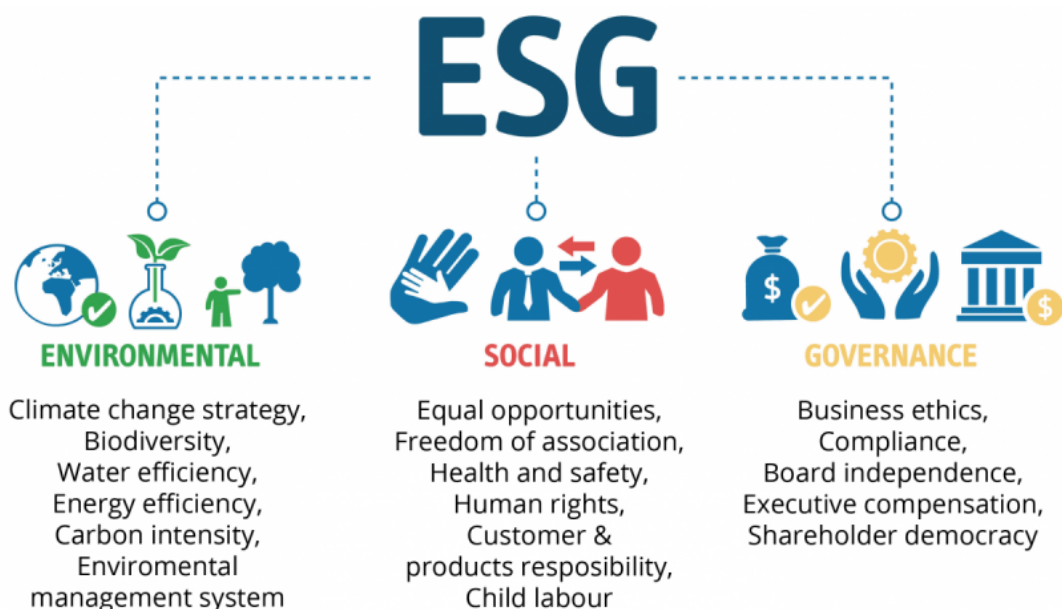 ESG
ENVIRONMENTAL
Climate change strategy,
Biodiversity,
Water efficiency,
Energy efficiency,
Carbon intensity,
Enviromental
management system
SOCIAL
Equal opportunities,
Freedom of association,
Health and safety,
Human rights,
Customer &
products resposibility,
Child labour
$
$
GOVERNANCE
Business ethics,
Compliance,
Board independence,
Executive compensation,
Shareholder democracy